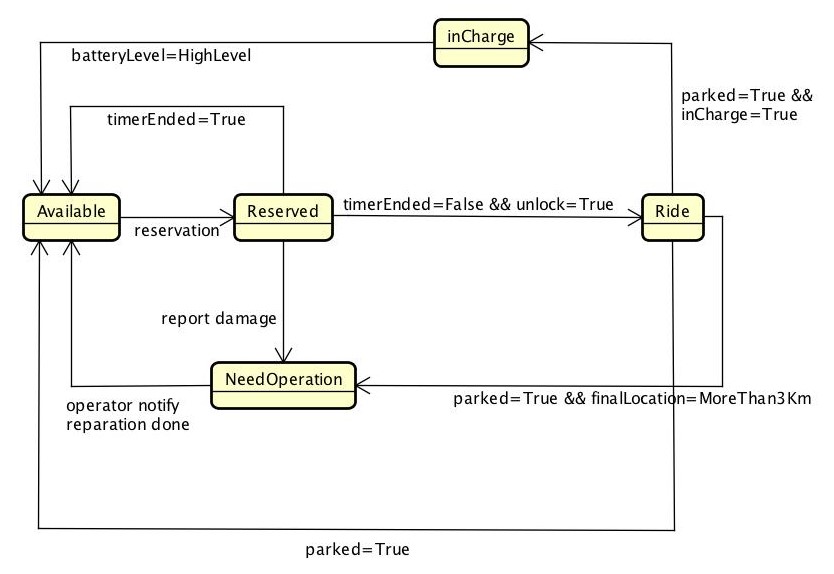 inCharge
batteryLevel=HighLevel
parked=True &&
inCharge=True
timerEnded=True
Available
Reserved
timerEnded=False && unlock=True
Ride
reservation
report damage
NeedOperation
parked=True && finalLocation=MoreThan3Km
operator notify
reparation done
parked=True